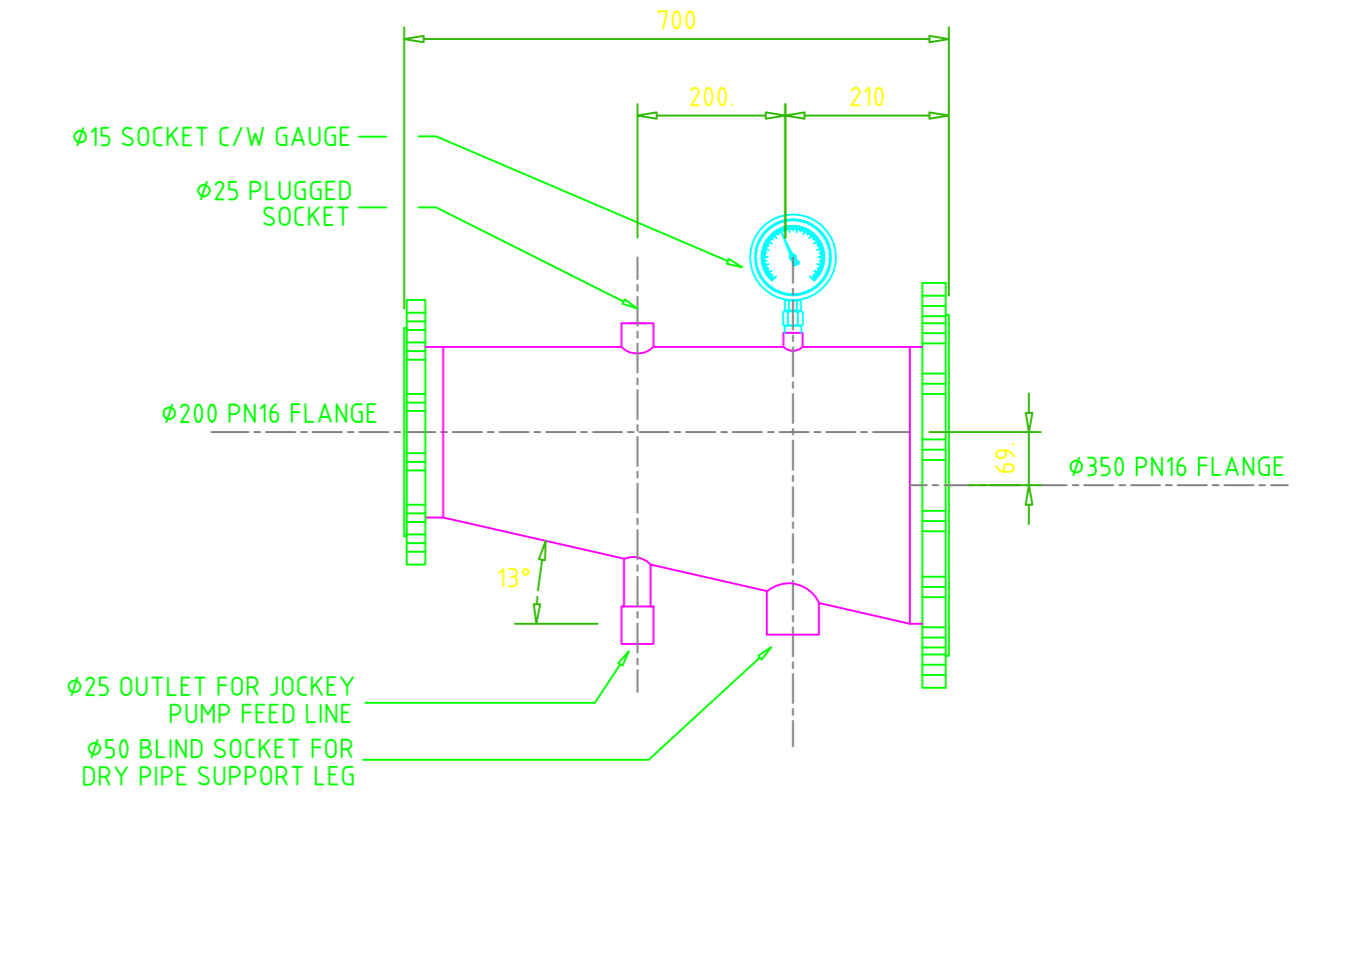 700
200.
210
Ø15 SOCKET C/W GAUGE
Ø25 PLUGGED
SOCKET
Ø200 PN16 FLANGE
69.
Ø350 PN16 FLANGE
13°
Ø25 OUTLET FOR JOCKEY
PUMP FEED LINE
Ø50 BLIND SOCKET FOR
DRY PIPE SUPPORT LEG